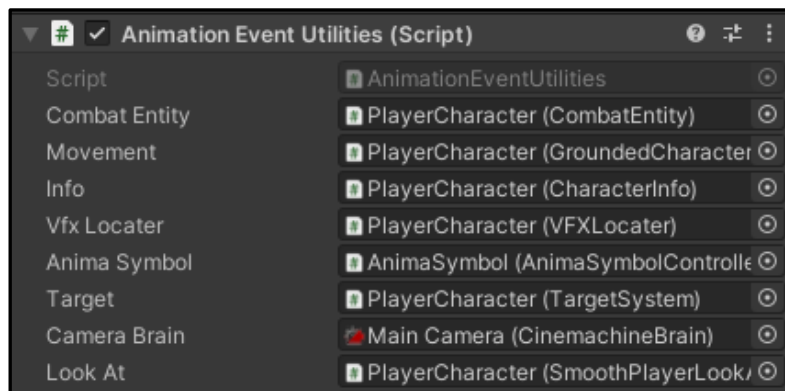 # Animation Event Utilities (Script)
Script # AnimationEventUtilities
Combat Entity # PlayerCharacter (CombatEntity)
Movement # PlayerCharacter (GroundedCharacter
Info # PlayerCharacter (CharacterInfo)
Vfx Locater # PlayerCharacter (VFXLocater)
Anima Symbol # AnimaSymbol (AnimaSymbolControlle
Target # PlayerCharacter (TargetSystem)
Camera Brain Main Camera (CinemachineBrain)
Look At # PlayerCharacter (SmoothPlayerLook